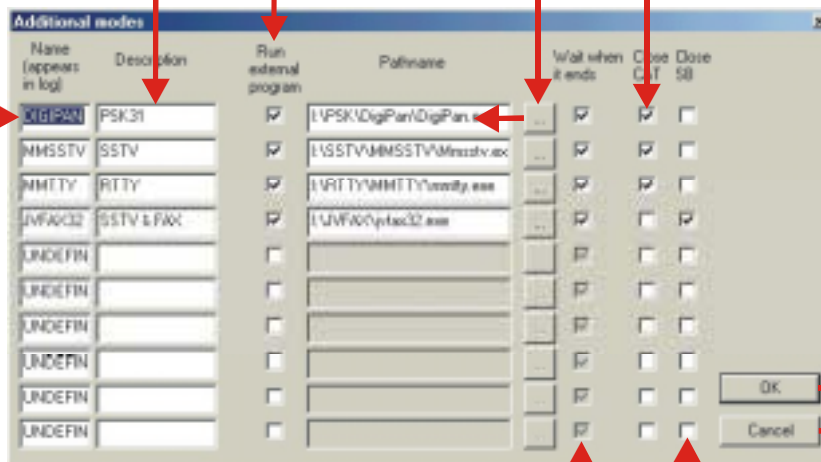 Additional modes
Name (appears in log) Description Run external program Pathname Wait when it ends Close CAT Close SB
DIGIPAN PSK31 I:\PSK\DigiPan\DigiPan.e ...
MMSSTV SSTV I:\SSTV\MMSSTV\Mmsstv.ex ...
MMTTY RTTY I:\RTTY\MMTTY\mmtty.exe ...
JVFAX32 SSTV & FAX I:\JVFAX\jvfax32.exe ...
UNDEFIN
UNDEFIN
UNDEFIN
UNDEFIN
UNDEFIN
UNDEFIN
OK
Cancel